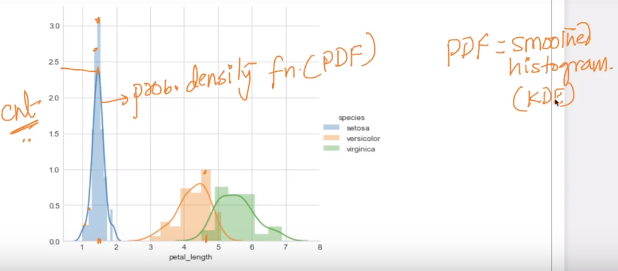 prob. density fn. (PDF)
PDF = smoothed
histogram.
(KDE)
cnt
3.0
2.5
2.0
1.5
1.0
0.5
0.0
1 2 3 4 5 6 7 8
petal_length
species
setosa
versicolor
virginica